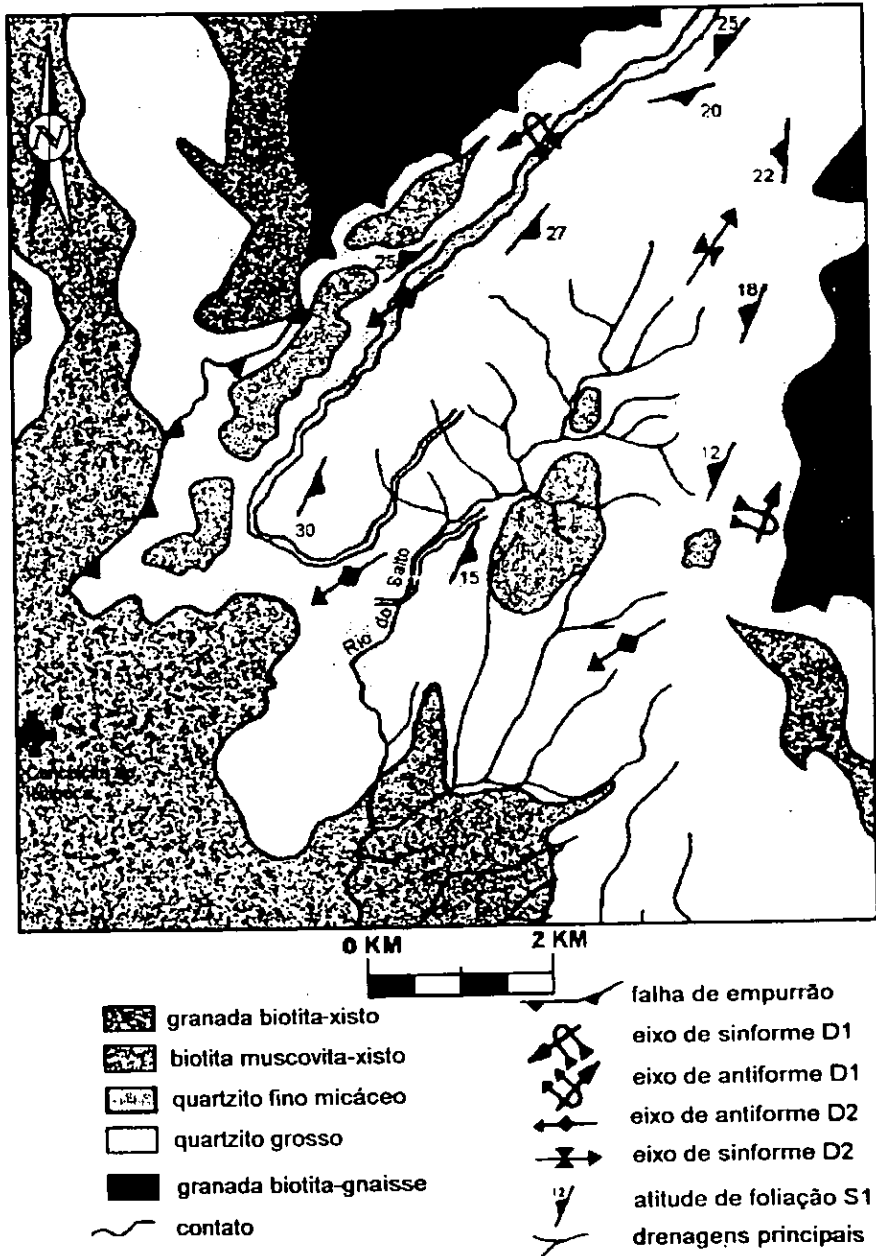 25
20
N
22
27
25
18
12
30
15
Rio do Salto
0 KM 2 KM
granada biotita-xisto
biotita muscovita-xisto
quartzito fino micáceo
quartzito grosso
granada biotita-gnaisse
contato
falha de empurrão
eixo de sinforme D1
eixo de antiforme D1
eixo de antiforme D2
eixo de sinforme D2
12
atitude de foliação S1
drenagens principais